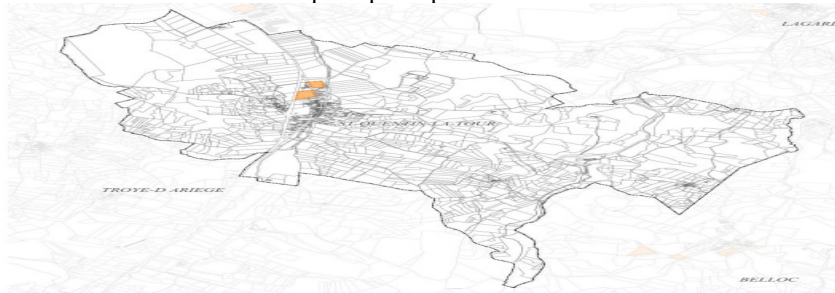 LAGARD
ST-QUENTIN-LA-TOUR
TROYE-D ARIEGE
BELLOC